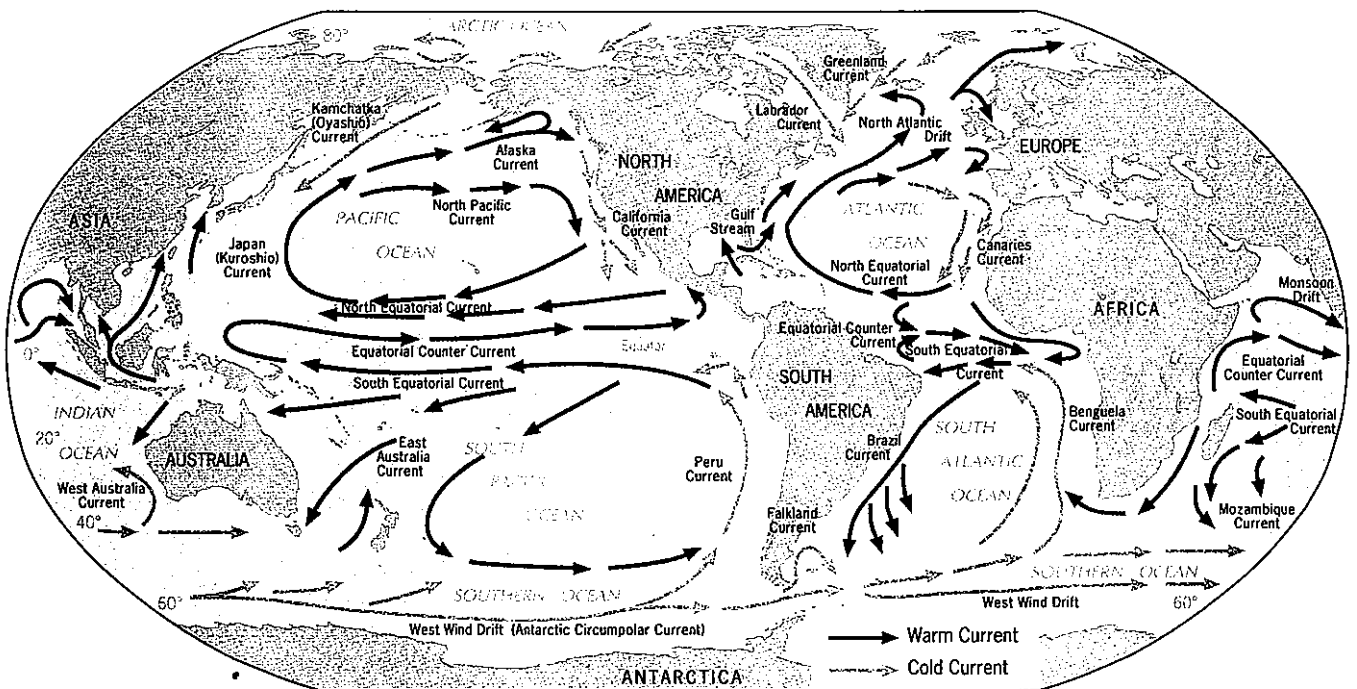 80°
ARCTIC OCEAN
Greenland
Current
Kamchatka
(Oyashio)
Current
Labrador
Current
North Atlantic
Drift
Alaska
Current
NORTH
AMERICA
EUROPE
ASIA
PACIFIC
OCEAN
North Pacific
Current
California
Current
Gulf
Stream
ATLANTIC
OCEAN
Canaries
Current
Japan
(Kuroshio)
Current
North Equatorial
Current
Monsoon
Drift
North Equatorial Current
AFRICA
0°
Equatorial Counter Current
Equator
Equatorial Counter
Current
South Equatorial
Current
Equatorial
Counter Current
South Equatorial Current
SOUTH
AMERICA
INDIAN
OCEAN
20°
AUSTRALIA
East
Australia
Current
SOUTH
PACIFIC
OCEAN
Peru
Current
Brazil
Current
SOUTH
ATLANTIC
OCEAN
Benguela
Current
South Equatorial
Current
West Australia
Current
40°
Falkland
Current
Mozambique
Current
60°
SOUTHERN OCEAN
SOUTHERN OCEAN
West Wind Drift
60°
West Wind Drift (Antarctic Circumpolar Current)
Warm Current
Cold Current
ANTARCTICA